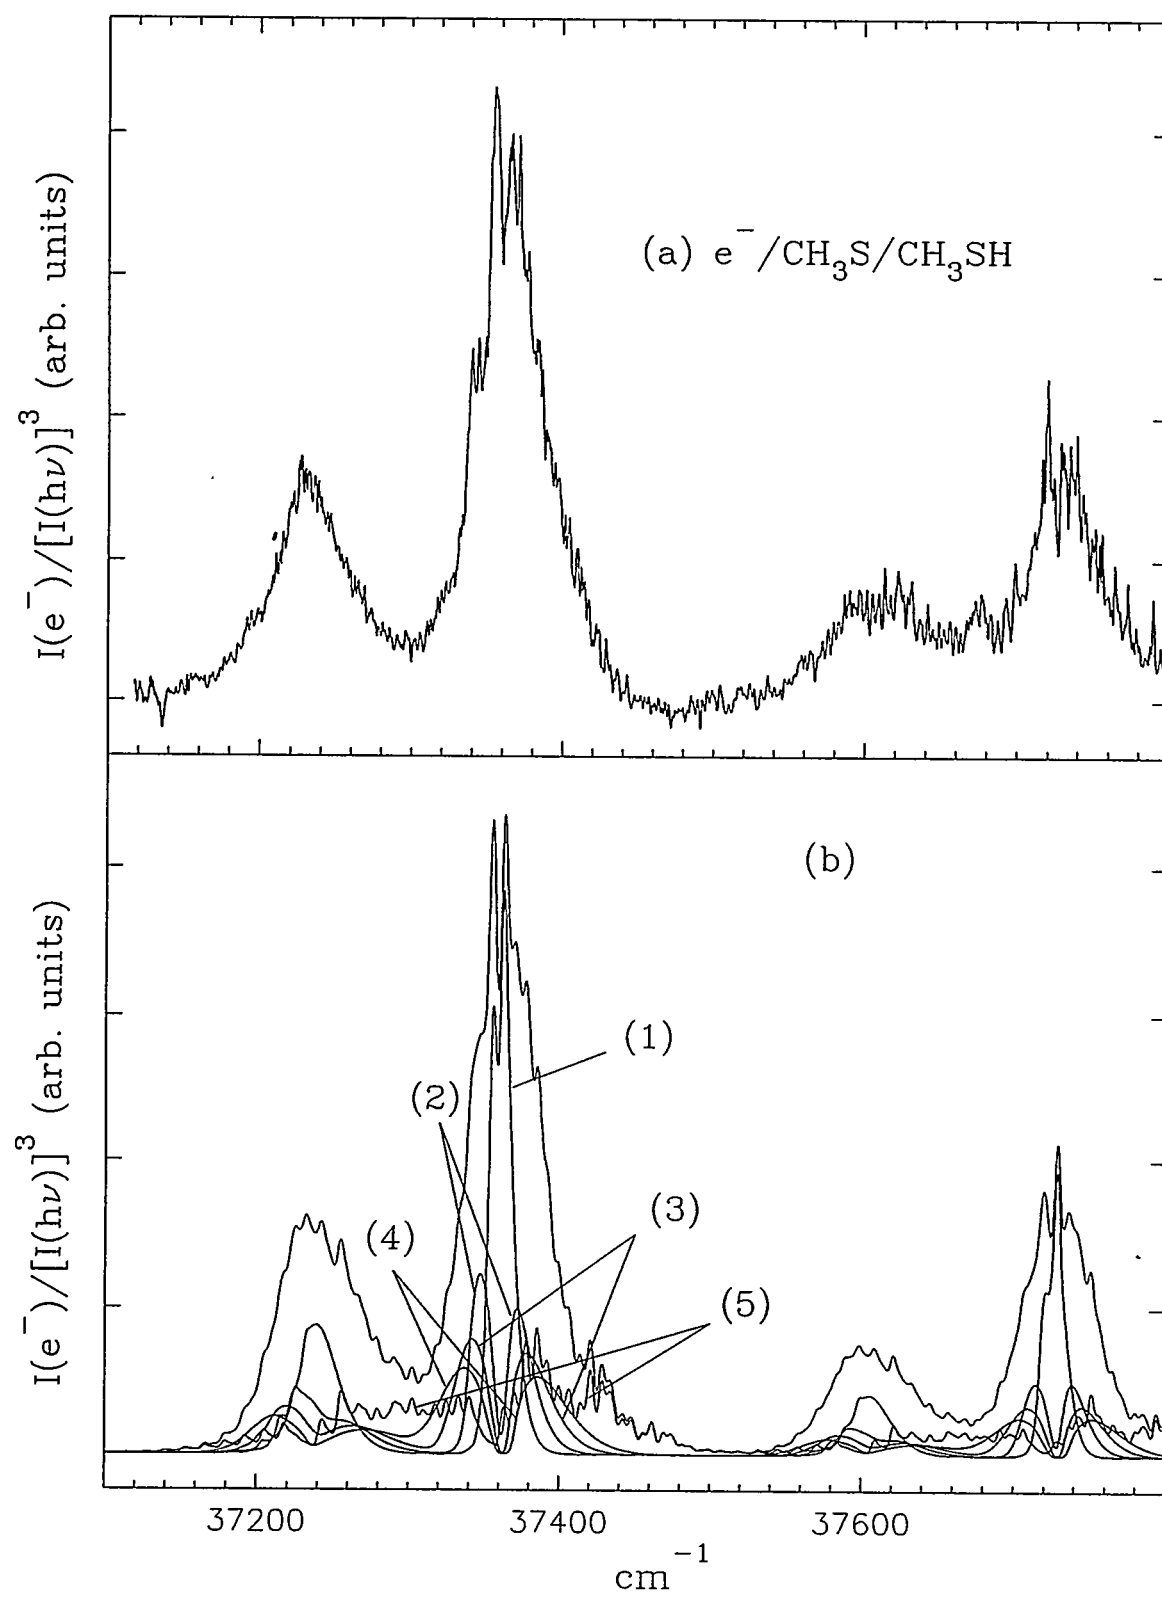 I(e⁻)/[I(hν)]³ (arb. units)
(a) e⁻/CH₃S/CH₃SH
I(e⁻)/[I(hν)]³ (arb. units)
(b)
(1)
(2)
(3)
(4)
(5)
37200 37400 37600
cm⁻¹